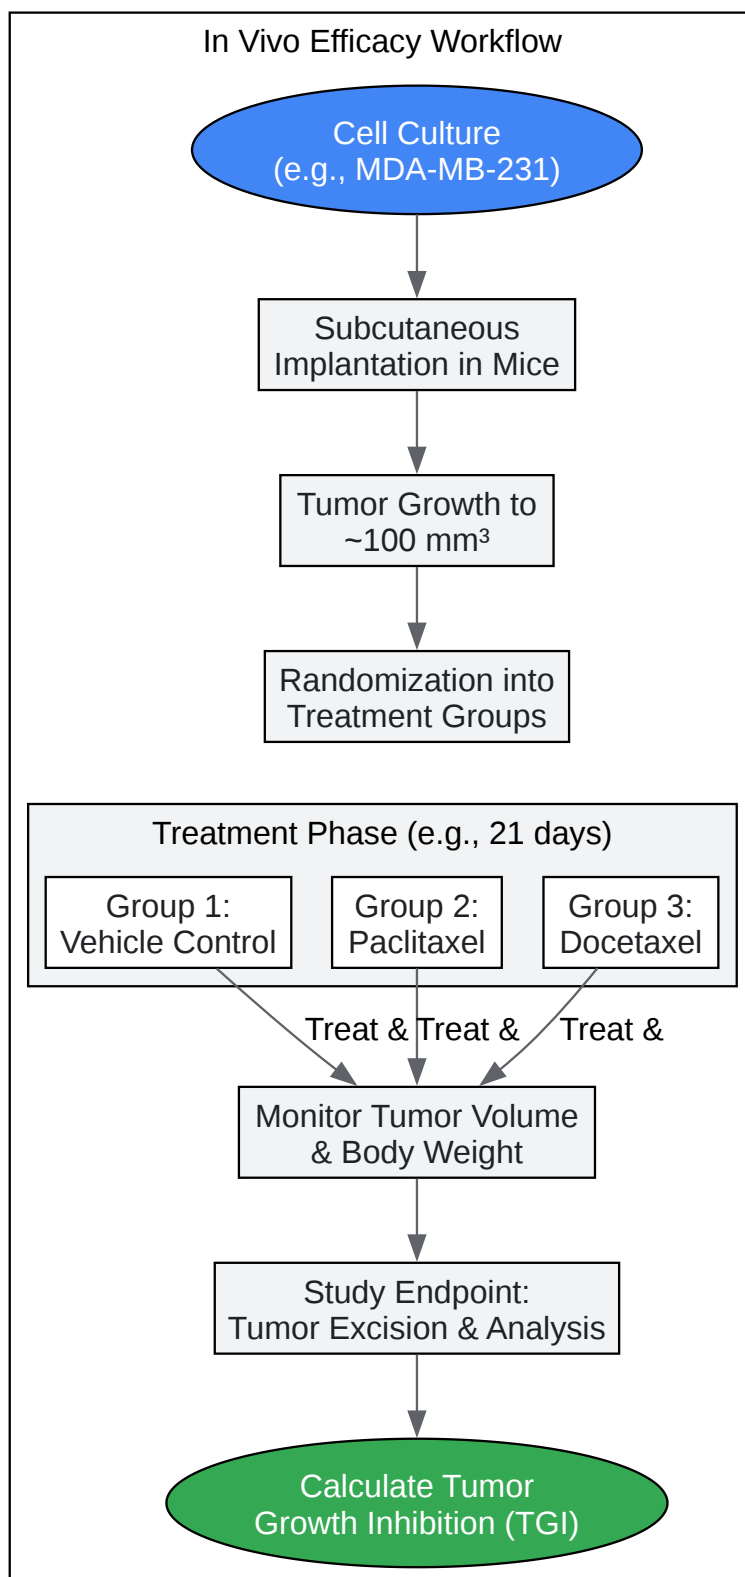 In Vivo Efficacy Workflow
Cell Culture
(e.g., MDA-MB-231)
Subcutaneous
Implantation in Mice
Tumor Growth to
~100 mm³
Randomization into
Treatment Groups
Treatment Phase (e.g., 21 days)
Group 1:
Vehicle Control
Group 2:
Paclitaxel
Group 3:
Docetaxel
Treat &
Treat &
Treat &
Monitor Tumor Volume
& Body Weight
Study Endpoint:
Tumor Excision & Analysis
Calculate Tumor
Growth Inhibition (TGI)